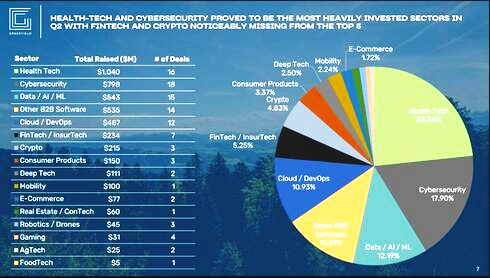 GREENFIELD
HEALTH-TECH AND CYBERSECURITY PROVED TO BE THE MOST HEAVILY INVESTED SECTORS IN
Q2 WITH FINTECH AND CRYPTO NOTICEABLY MISSING FROM THE TOP 5
Sector Total Raised ($M) # of Deals
Health Tech $1,040 16
Cybersecurity $798 18
Data / AI / ML $543 15
Other B2B Software $535 14
Cloud / DevOps $487 12
FinTech / InsurTech $234 7
Crypto $215 3
Consumer Products $150 3
Deep Tech $111 2
Mobility $100 1
E-Commerce $77 2
Real Estate / ConTech $60 1
Robotics / Drones $45 3
Gaming $31 4
AgTech $25 2
FoodTech $5 1
E-Commerce
1.72%
Mobility
2.24%
Deep Tech
2.50%
Consumer Products
3.37%
Crypto
4.83%
FinTech / InsurTech
5.25%
Cloud / DevOps
10.93%
Other B2B
Software
Data / AI / ML
12.19%
Cybersecurity
17.90%
Health Tech
7